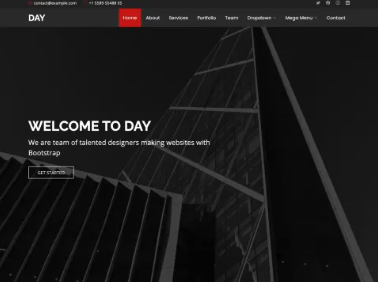 contact@example.com +1 5589 55488 55
DAY
Home About Services Portfolio Team Dropdown Mega Menu Contact
WELCOME TO DAY
We are team of talented designers making websites with
Bootstrap
GET STARTED